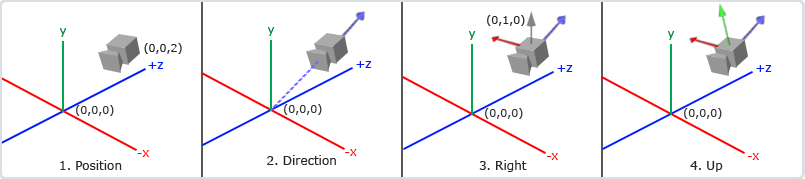 y
(0,0,2)
+z
(0,0,0)
-x
1. Position
y
+z
(0,0,0)
-x
2. Direction
(0,1,0)
y
+z
(0,0,0)
-x
3. Right
y
+z
(0,0,0)
-x
4. Up